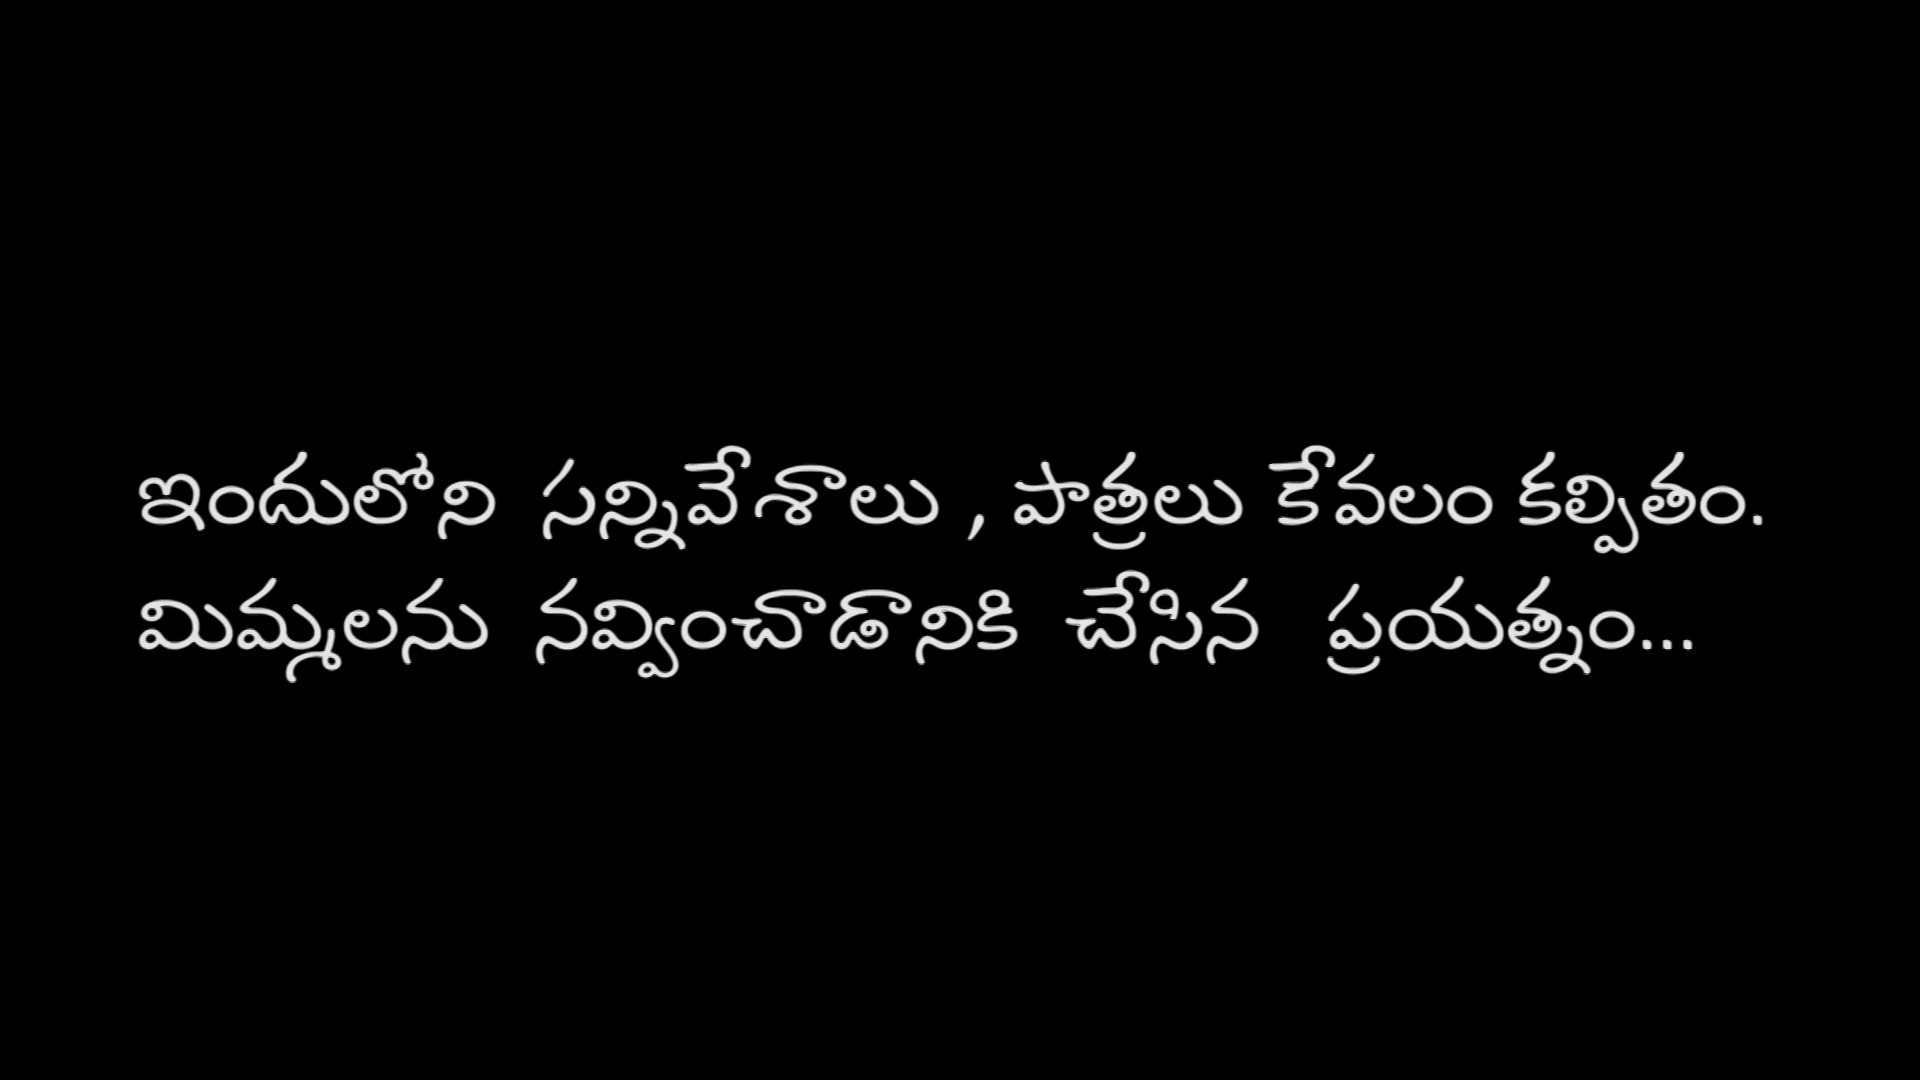 ఇందులోని సన్నివేశాలు , పాత్రలు కేవలం కల్పితం.
మిమ్మలను నవ్వించాడానికి చేసిన ప్రయత్నం...